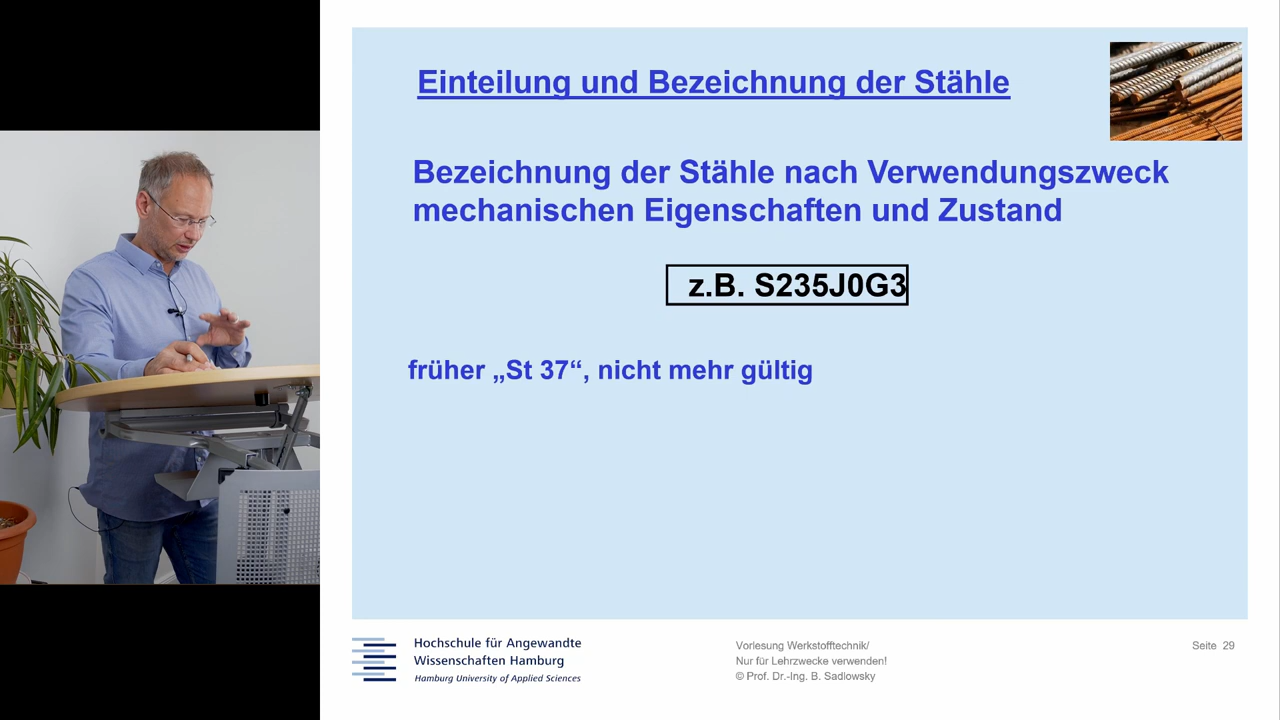 Einteilung und Bezeichnung der Stähle
Bezeichnung der Stähle nach Verwendungszweck
mechanischen Eigenschaften und Zustand
z.B. S235J0G3
früher „St 37“, nicht mehr gültig
Hochschule für Angewandte
Wissenschaften Hamburg
Hamburg University of Applied Sciences
Vorlesung Werkstofftechnik/
Nur für Lehrzwecke verwenden!
© Prof. Dr.-Ing. B. Sadlowsky
Seite 29